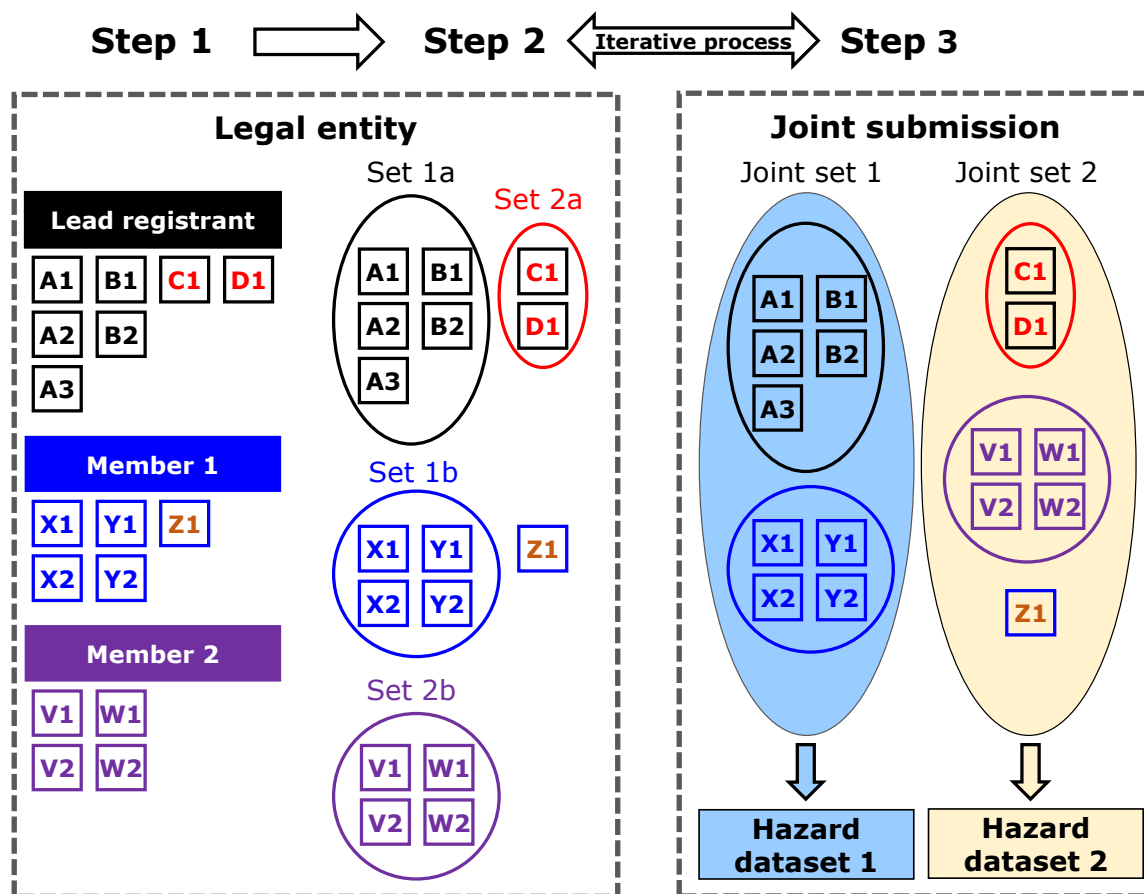 Step 1
Step 2
Iterative process
Step 3
Legal entity
Lead registrant
A1 B1 C1 D1
A2 B2
A3
Member 1
X1 Y1 Z1
X2 Y2
Member 2
V1 W1
V2 W2
Set 1a
A1 B1
A2 B2
A3
Set 2a
C1
D1
Set 1b
X1 Y1
X2 Y2
Z1
Set 2b
V1 W1
V2 W2
Joint submission
Joint set 1
A1 B1
A2 B2
A3
X1 Y1
X2 Y2
Hazard
dataset 1
Joint set 2
C1
D1
V1 W1
V2 W2
Z1
Hazard
dataset 2